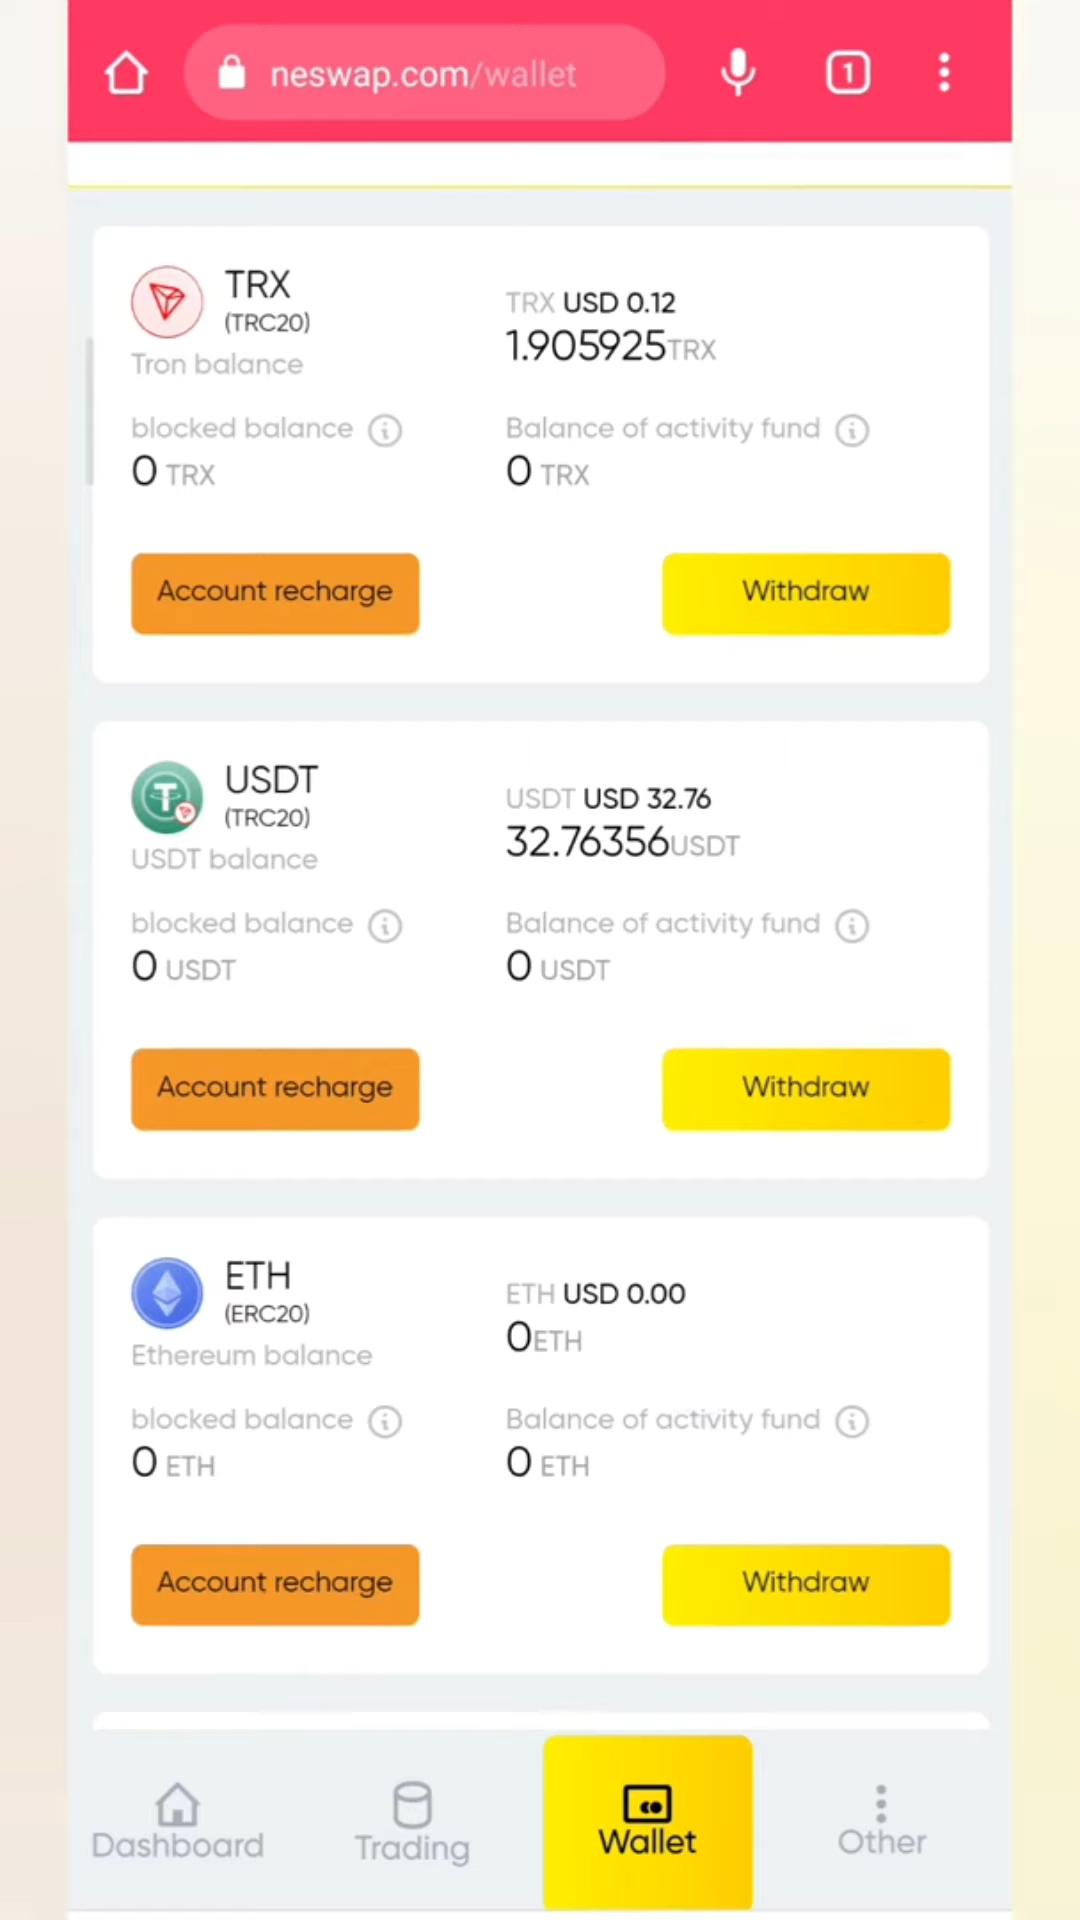 neswap.com/wallet
1
TRX
(TRC20)
Tron balance
TRX USD 0.12
1.905925TRX
blocked balance
0 TRX
Balance of activity fund
0 TRX
Account recharge
Withdraw
USDT
(TRC20)
USDT balance
USDT USD 32.76
32.76356USDT
blocked balance
0 USDT
Balance of activity fund
0 USDT
Account recharge
Withdraw
ETH
(ERC20)
Ethereum balance
ETH USD 0.00
0ETH
blocked balance
0 ETH
Balance of activity fund
0 ETH
Account recharge
Withdraw
Dashboard
Trading
Wallet
Other